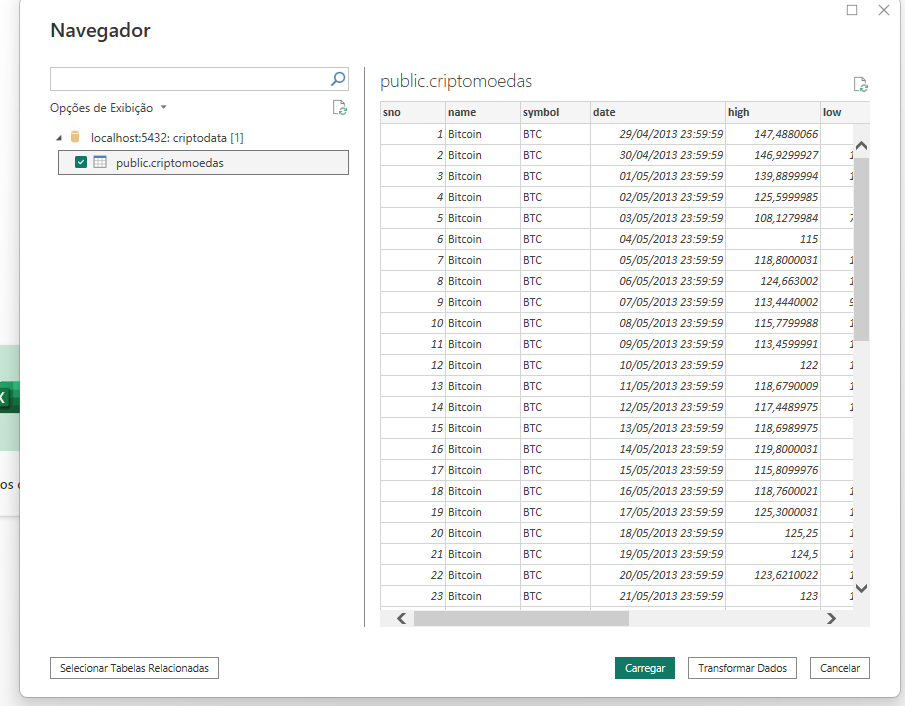 Navegador
Opções de Exibição
localhost:5432: criptodata [1]
public.criptomoedas
public.criptomoedas
sno name symbol date high low
1 Bitcoin BTC 29/04/2013 23:59:59 147,4880066
2 Bitcoin BTC 30/04/2013 23:59:59 146,9299927 1
3 Bitcoin BTC 01/05/2013 23:59:59 139,8899994 1
4 Bitcoin BTC 02/05/2013 23:59:59 125,5999985
5 Bitcoin BTC 03/05/2013 23:59:59 108,1279984 7
6 Bitcoin BTC 04/05/2013 23:59:59 115
7 Bitcoin BTC 05/05/2013 23:59:59 118,8000031 1
8 Bitcoin BTC 06/05/2013 23:59:59 124,663002 1
9 Bitcoin BTC 07/05/2013 23:59:59 113,4440002 9
10 Bitcoin BTC 08/05/2013 23:59:59 115,7799988 1
11 Bitcoin BTC 09/05/2013 23:59:59 113,4599991 1
12 Bitcoin BTC 10/05/2013 23:59:59 122 1
13 Bitcoin BTC 11/05/2013 23:59:59 118,6790009 1
14 Bitcoin BTC 12/05/2013 23:59:59 117,4489975 1
15 Bitcoin BTC 13/05/2013 23:59:59 118,6989975
16 Bitcoin BTC 14/05/2013 23:59:59 119,8000031
17 Bitcoin BTC 15/05/2013 23:59:59 115,8099976
18 Bitcoin BTC 16/05/2013 23:59:59 118,7600021 1
19 Bitcoin BTC 17/05/2013 23:59:59 125,3000031 1
20 Bitcoin BTC 18/05/2013 23:59:59 125,25 1
21 Bitcoin BTC 19/05/2013 23:59:59 124,5 1
22 Bitcoin BTC 20/05/2013 23:59:59 123,6210022 1
23 Bitcoin BTC 21/05/2013 23:59:59 123 1
os
Selecionar Tabelas Relacionadas
Carregar
Transformar Dados
Cancelar